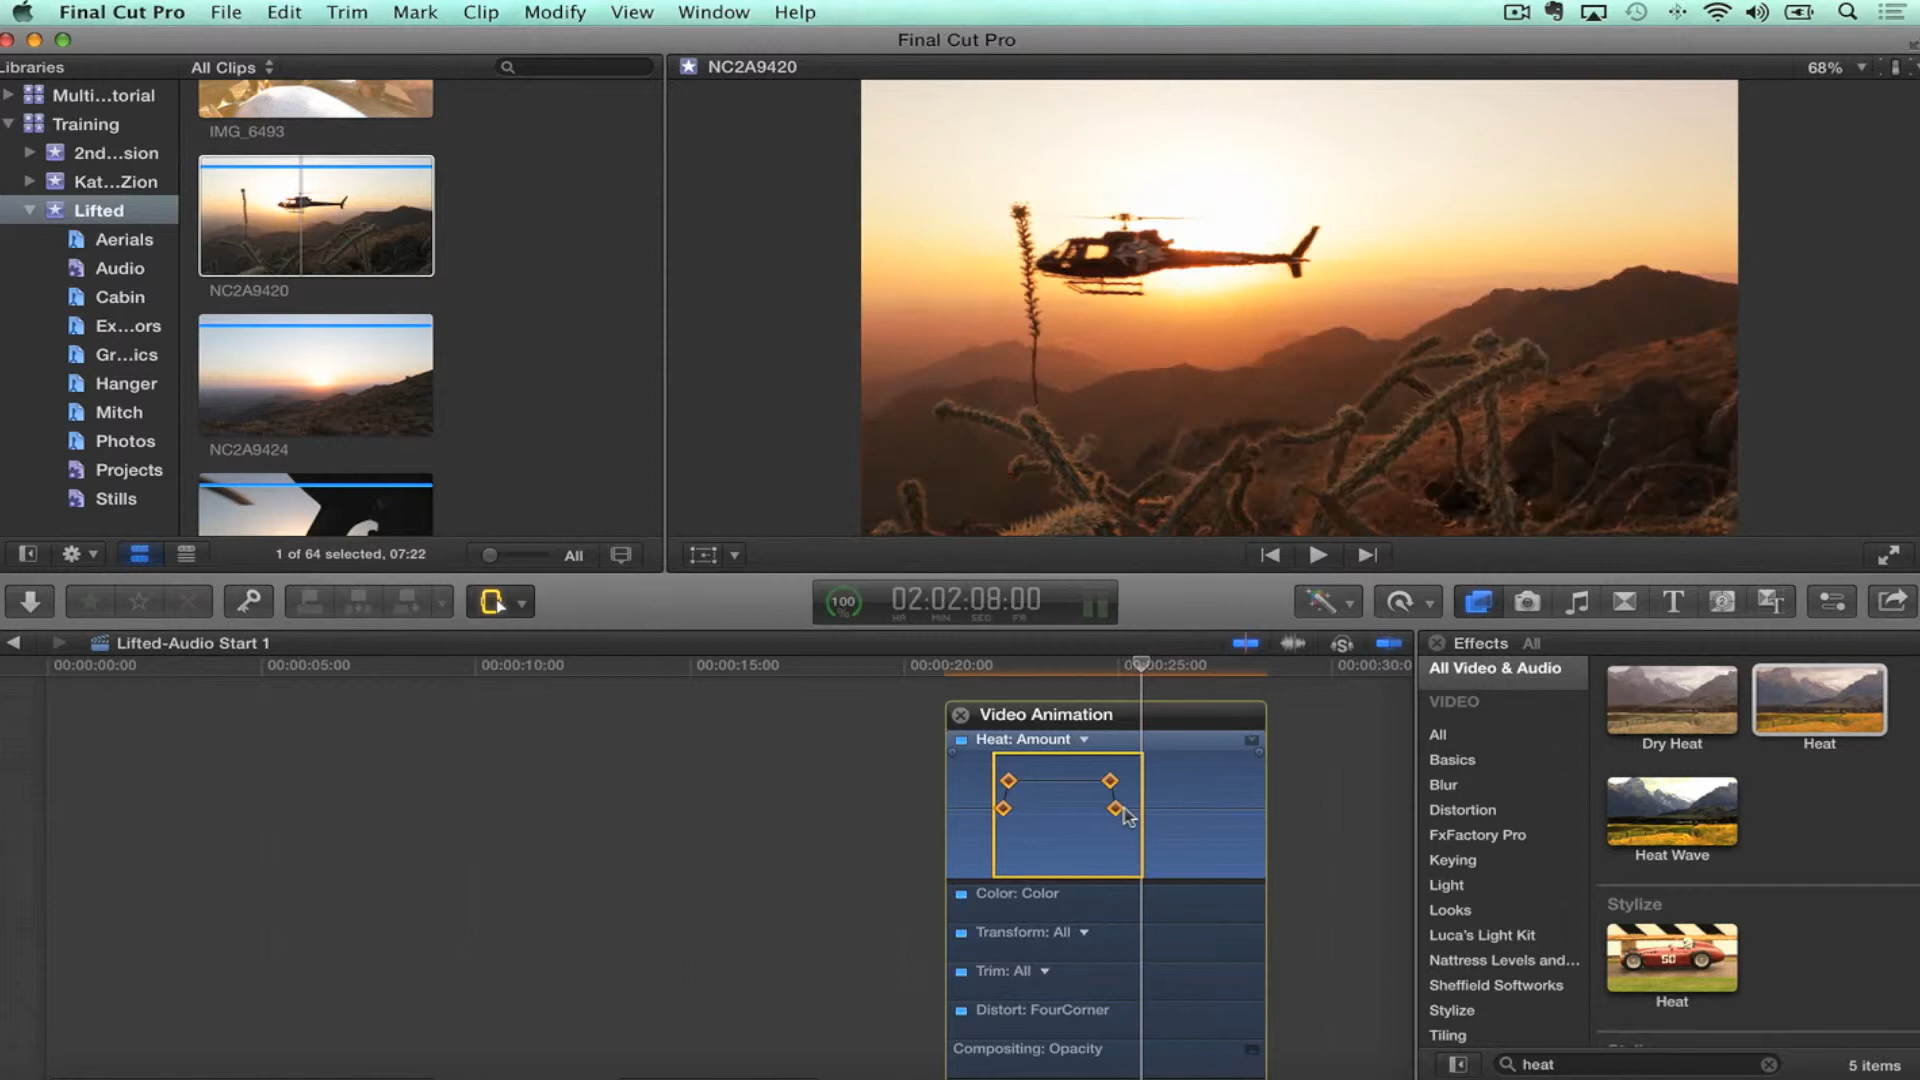 Final Cut Pro File Edit Trim Mark Clip Modify View Window Help
Final Cut Pro
Libraries
All Clips
NC2A9420
68%
Multi...torial
Training
2nd...sion
Kat...Zion
Lifted
Aerials
Audio
Cabin
Ex...ors
Gr...ics
Hanger
Mitch
Photos
Projects
Stills
IMG_6493
NC2A9420
NC2A9424
1 of 64 selected, 07:22
All
100
02:02:08:00
HR MIN SEC FR
Lifted-Audio Start 1
00:00:00:00 00:00:05:00 00:00:10:00 00:00:15:00 00:00:20:00 00:00:25:00 00:00:30:0
Video Animation
Heat: Amount
Color: Color
Transform: All
Trim: All
Distort: FourCorner
Compositing: Opacity
Effects All
All Video & Audio
VIDEO
All
Basics
Blur
Distortion
FxFactory Pro
Keying
Light
Looks
Luca's Light Kit
Nattress Levels and...
Sheffield Softworks
Stylize
Tiling
Dry Heat
Heat
Heat Wave
Stylize
50
Heat
heat
5 items